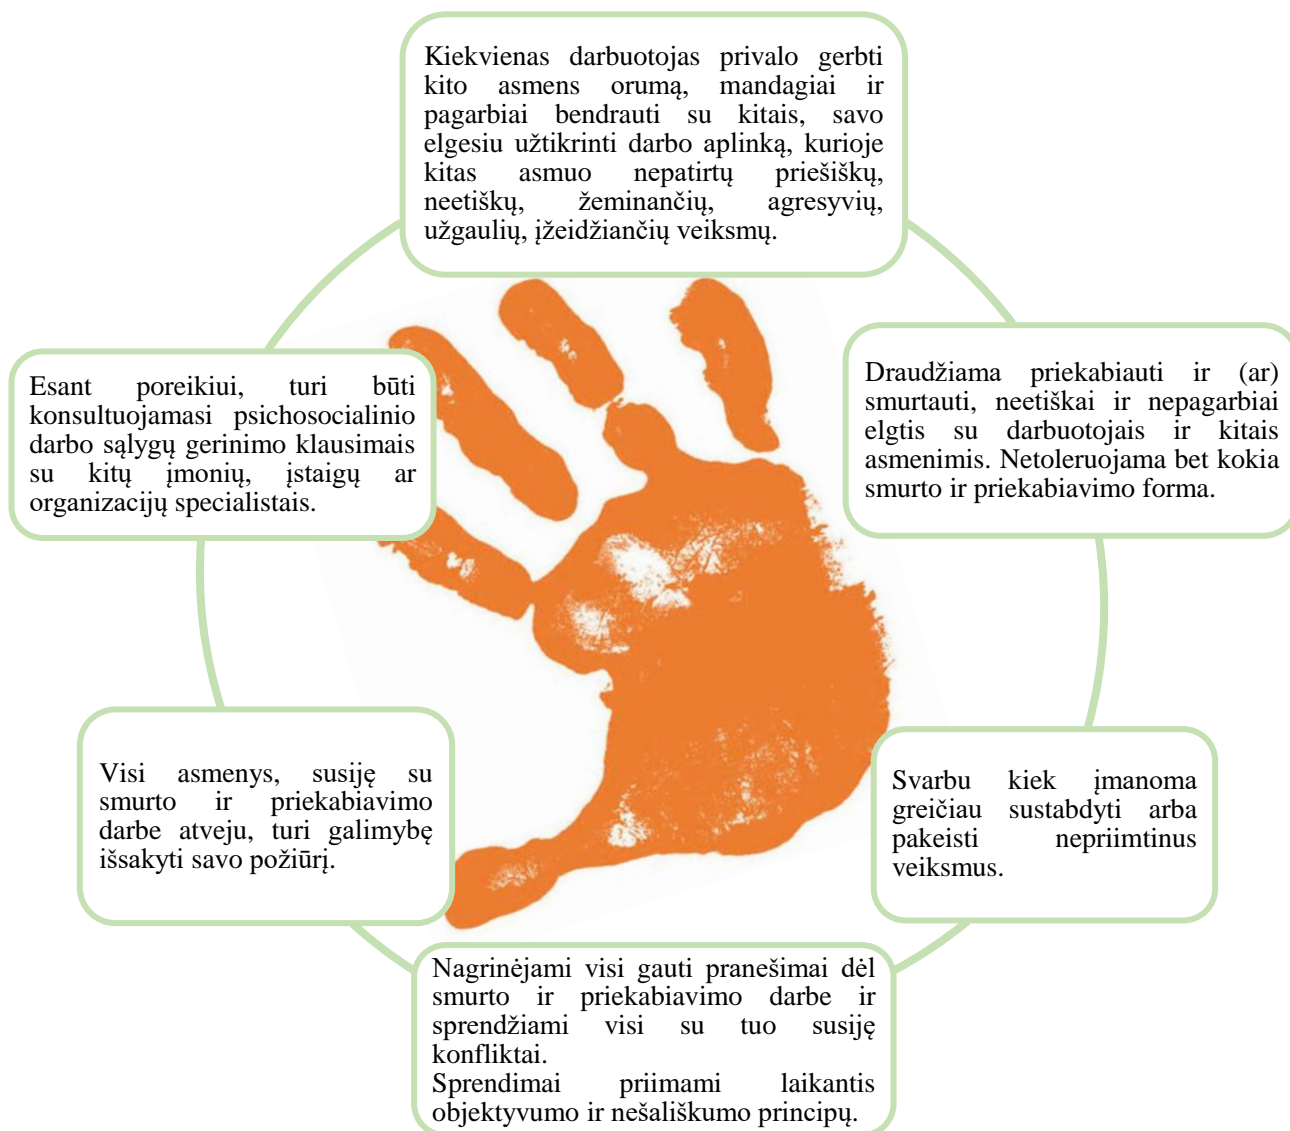 Kiekvienas darbuotojas privalo gerbti
kito asmens orumą, mandagiai ir
pagarbiai bendrauti su kitais, savo
elgesiu užtikrinti darbo aplinką, kurioje
kitas asmuo nepatirtų priešiškų,
neetiškų, žeminančių, agresyvių,
užgaulių, įžeidžiančių veiksmų.
Draudžiama priekabiauti ir (ar)
smurtauti, neetiškai ir nepagarbiai
elgtis su darbuotojais ir kitais
asmenimis. Netoleruojama bet kokia
smurto ir priekabiavimo forma.
Svarbu kiek įmanoma
greičiau sustabdyti arba
pakeisti nepriimtinus
veiksmus.
Nagrinėjami visi gauti pranešimai dėl
smurto ir priekabiavimo darbe ir
sprendžiami visi su tuo susiję
konfliktai.
Sprendimai priimami laikantis
objektyvumo ir nešališkumo principų.
Visi asmenys, susiję su
smurto ir priekabiavimo
darbe atveju, turi galimybę
išsakyti savo požiūrį.
Esant poreikiui, turi būti
konsultuojamasi psichosocialinio
darbo sąlygų gerinimo klausimais
su kitų įmonių, įstaigų ar
organizacijų specialistais.